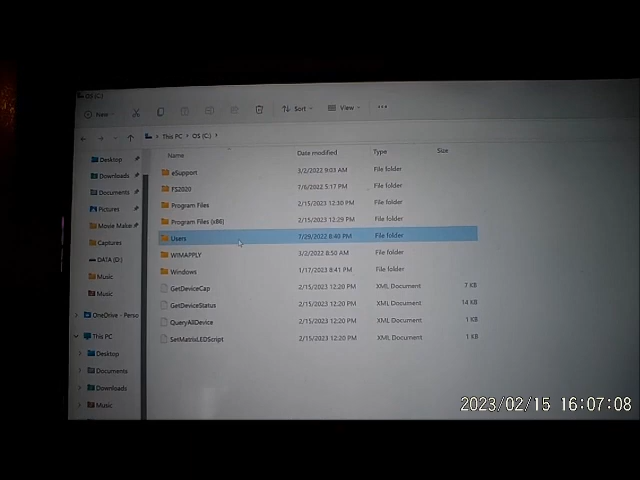 OS (C:)
New Sort View ...
This PC > OS (C:) >
Name Date modified Type Size
eSupport 3/2/2022 9:03 AM File folder
FS2020 7/6/2022 5:17 PM File folder
Program Files 2/15/2023 12:30 PM File folder
Program Files (x86) 2/15/2023 12:29 PM File folder
Users 7/29/2022 8:40 PM File folder
WIMAPPLY 3/2/2022 8:50 AM File folder
Windows 1/17/2023 8:41 PM File folder
GetDeviceCap 2/15/2023 12:20 PM XML Document 7 KB
GetDeviceStatus 2/15/2023 12:20 PM XML Document 14 KB
QueryAllDevice 2/15/2023 12:20 PM XML Document 1 KB
SetMatrixLEDScript 2/15/2023 12:20 PM XML Document 1 KB
Desktop
Downloads
Documents
Pictures
Movie Make
Captures
DATA (D:)
Music
Music
OneDrive - Perso
This PC
Desktop
Documents
Downloads
Music
2023/02/15 16:07:08